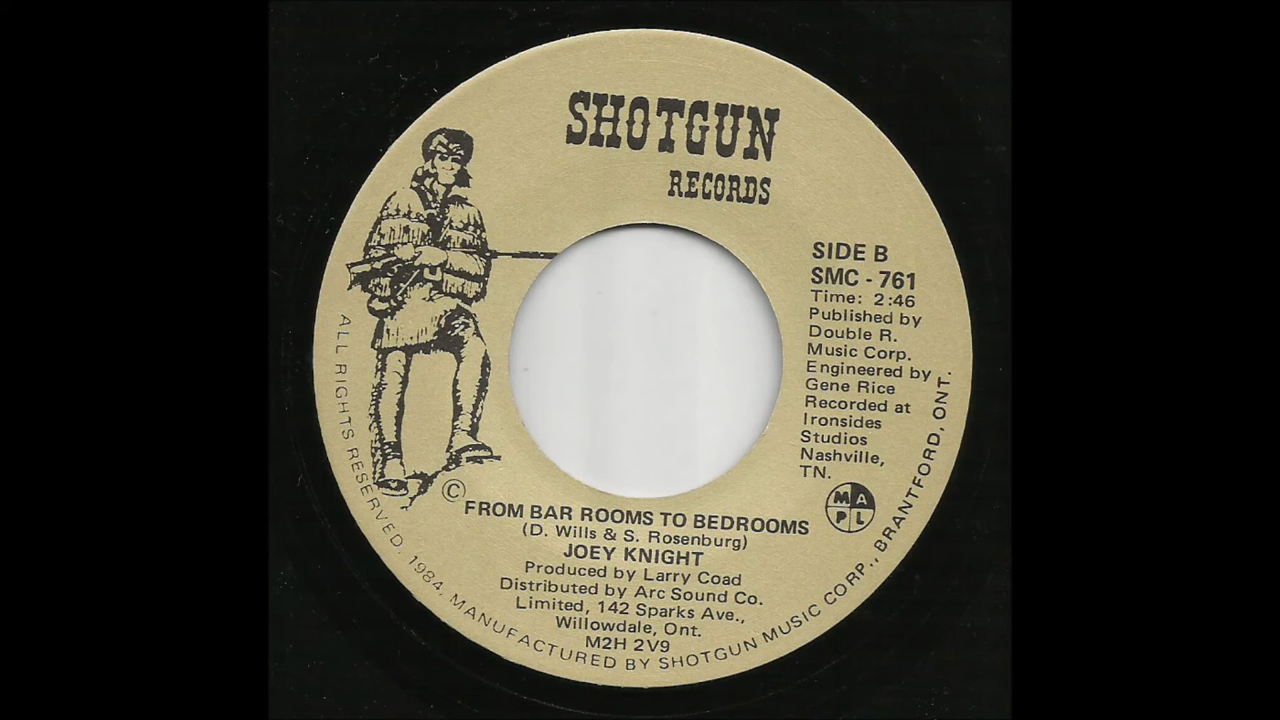 SHOTGUN
RECORDS
SIDE B
SMC - 761
Time: 2:46
Published by
Double R.
Music Corp.
Engineered by
Gene Rice
Recorded at
Ironsides
Studios
Nashville,
TN.
M A
P L
©
FROM BAR ROOMS TO BEDROOMS
(D. Wills & S. Rosenburg)
JOEY KNIGHT
Produced by Larry Coad
Distributed by Arc Sound Co.
Limited, 142 Sparks Ave.,
Willowdale, Ont.
M2H 2V9
ALL RIGHTS RESERVED. 1984, MANUFACTURED BY SHOTGUN MUSIC CORP., BRANTFORD, ONT.